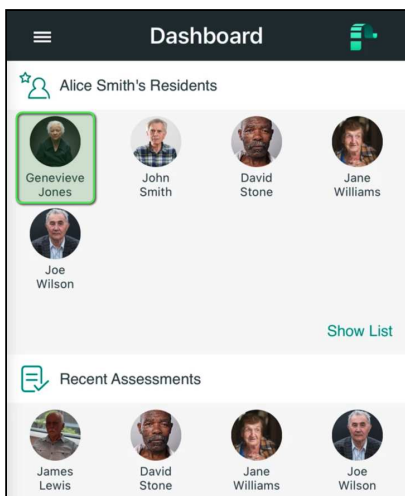 Dashboard
Alice Smith's Residents
Genevieve
Jones
John
Smith
David
Stone
Jane
Williams
Joe
Wilson
Show List
Recent Assessments
James
Lewis
David
Stone
Jane
Williams
Joe
Wilson